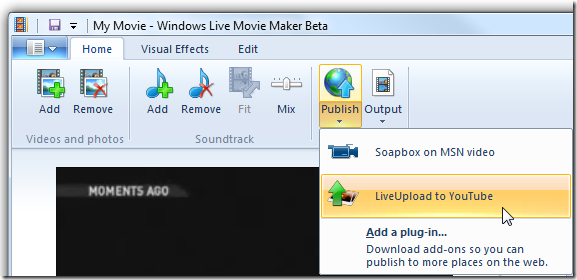 My Movie - Windows Live Movie Maker Beta
Home Visual Effects Edit
Add Remove Add Remove Fit Mix Publish Output
Videos and photos Soundtrack
Soapbox on MSN video
MOMENTS AGO
LiveUpload to YouTube
Add a plug-in...
Download add-ons so you can
publish to more places on the web.